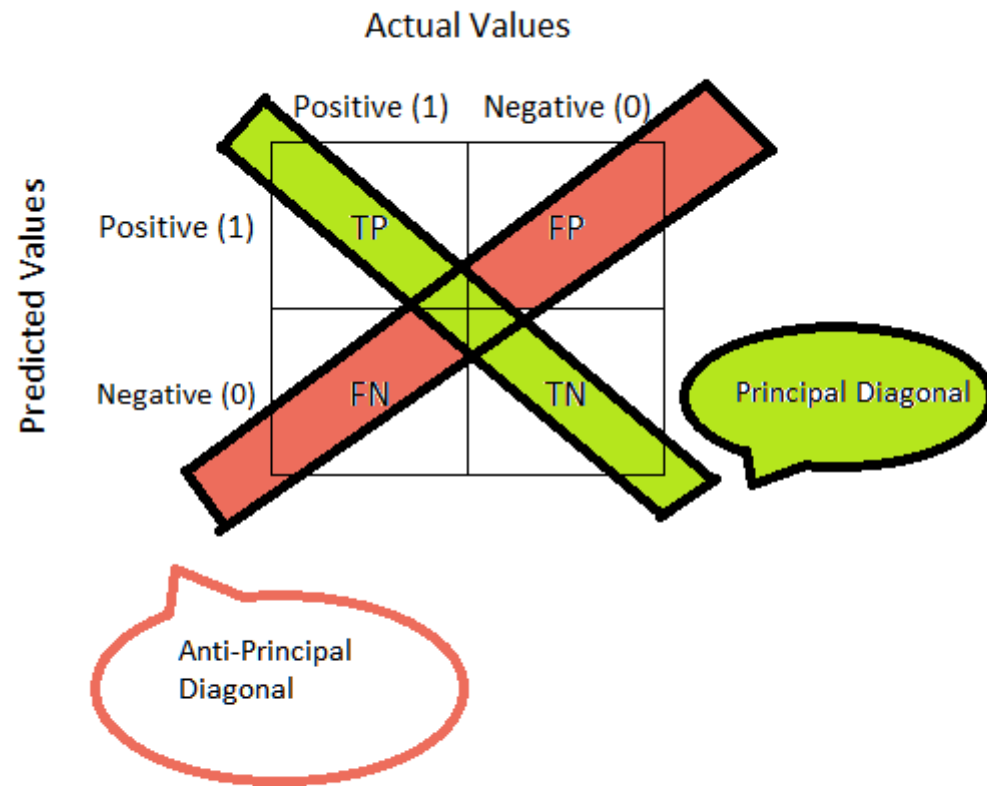 Actual Values
Positive (1) Negative (0)
Predicted Values
Positive (1) TP FP
Negative (0) FN TN
Principal Diagonal
Anti-Principal
Diagonal